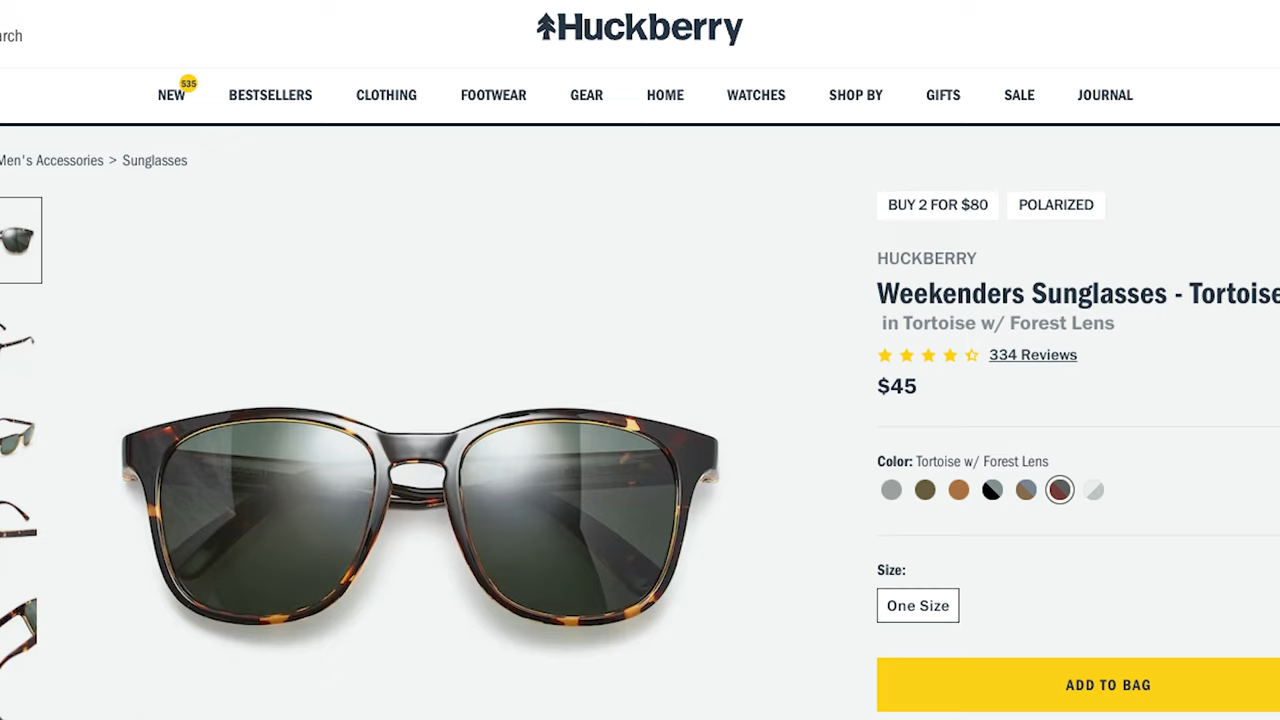 arch
Huckberry
NEW 535 BESTSELLERS CLOTHING FOOTWEAR GEAR HOME WATCHES SHOP BY GIFTS SALE JOURNAL
Men's Accessories > Sunglasses
BUY 2 FOR $80 POLARIZED
HUCKBERRY
Weekenders Sunglasses - Tortoise
in Tortoise w/ Forest Lens
334 Reviews
$45
Color: Tortoise w/ Forest Lens
Size:
One Size
ADD TO BAG